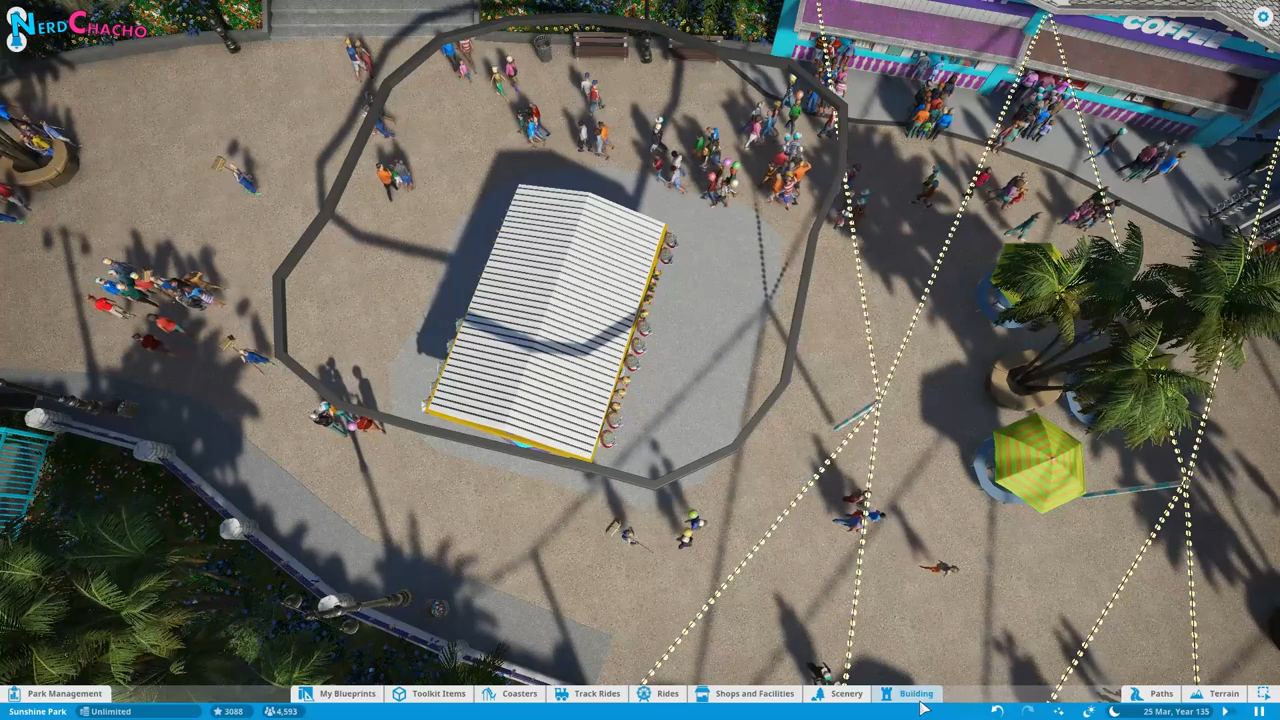 NerdChacho
COFFEE
Park Management
My Blueprints
Toolkit Items
Coasters
Track Rides
Rides
Shops and Facilities
Scenery
Building
Paths
Terrain
Sunshine Park
Unlimited
3088
4,593
25 Mar, Year 135